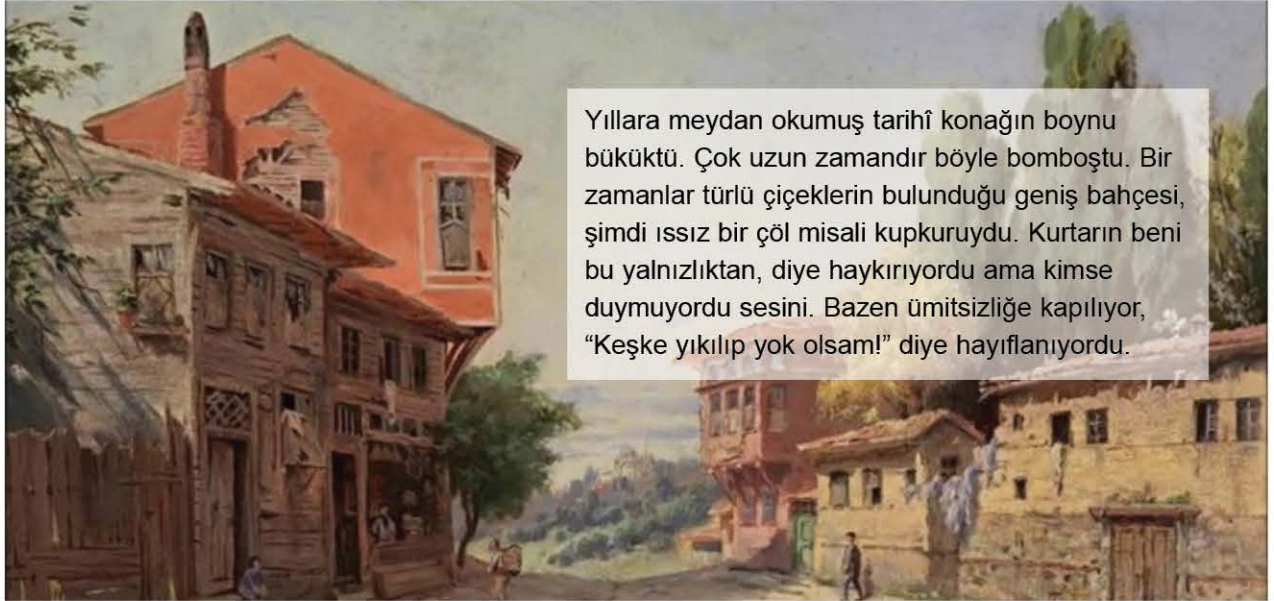 Yıllara meydan okumuş tarihî konağın boynu
büküktü. Çok uzun zamandır böyle bomboştu. Bir
zamanlar türlü çiçeklerin bulunduğu geniş bahçesi,
şimdi ıssız bir çöl misali kupkuruydu. Kurtarın beni
bu yalnızlıktan, diye haykırıyordu ama kimse
duymuyordu sesini. Bazen ümitsizliğe kapılıyor,
“Keşke yıkılıp yok olsam!” diye hayıflanıyordu.